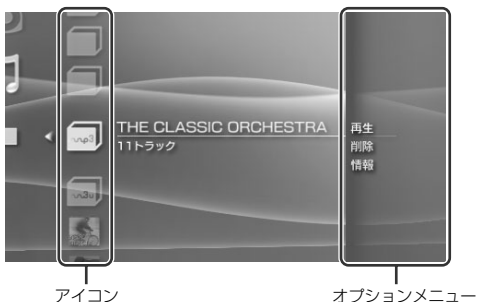 THE CLASSIC ORCHESTRA
11トラック
再生
削除
情報
mp3
アイコン
オプションメニュー